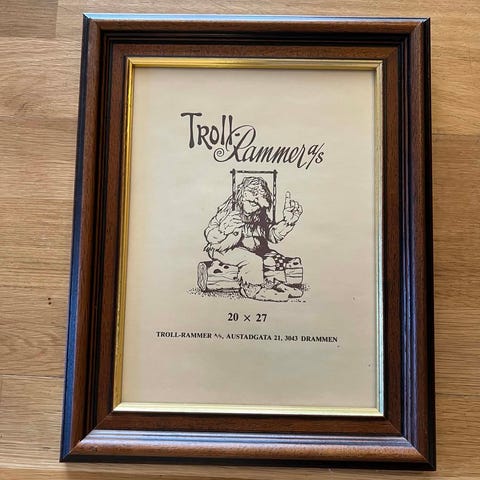 Troll-
Rammer a/s
20 × 27
TROLL-RAMMER A/S, AUSTADGATA 21, 3043 DRAMMEN